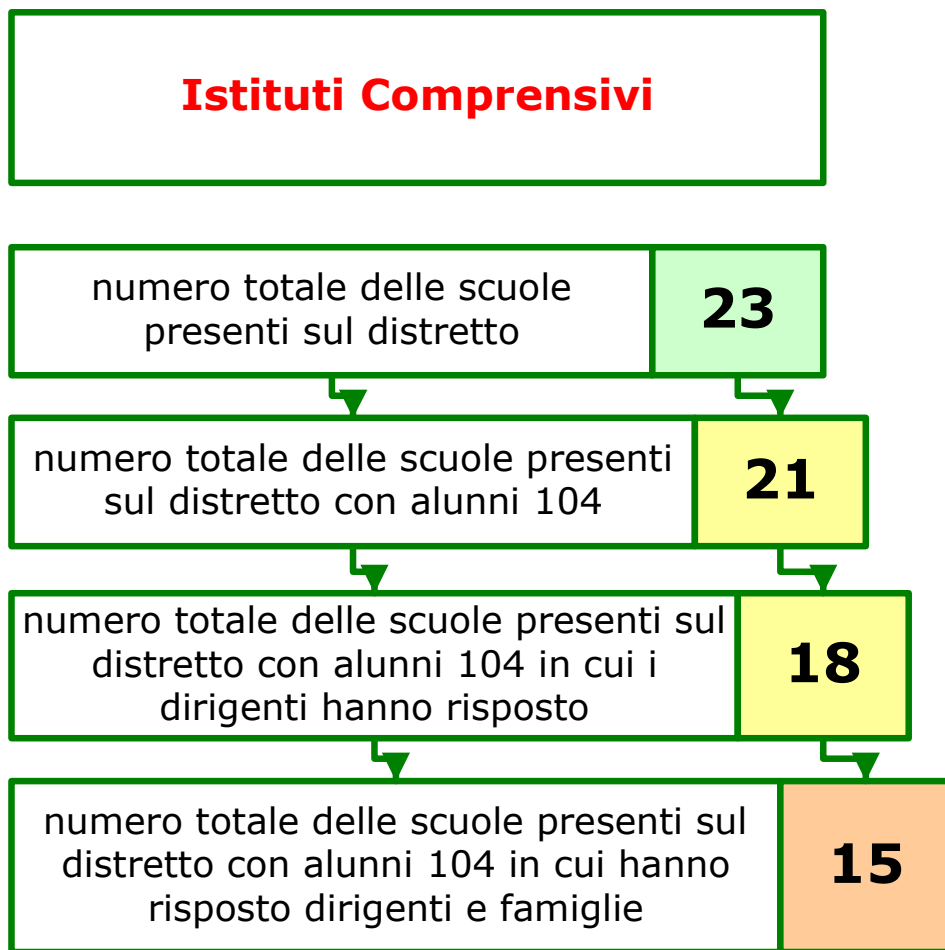 Istituti Comprensivi
numero totale delle scuole
presenti sul distretto
23
numero totale delle scuole presenti
sul distretto con alunni 104
21
numero totale delle scuole presenti sul
distretto con alunni 104 in cui i
dirigenti hanno risposto
18
numero totale delle scuole presenti sul
distretto con alunni 104 in cui hanno
risposto dirigenti e famiglie
15